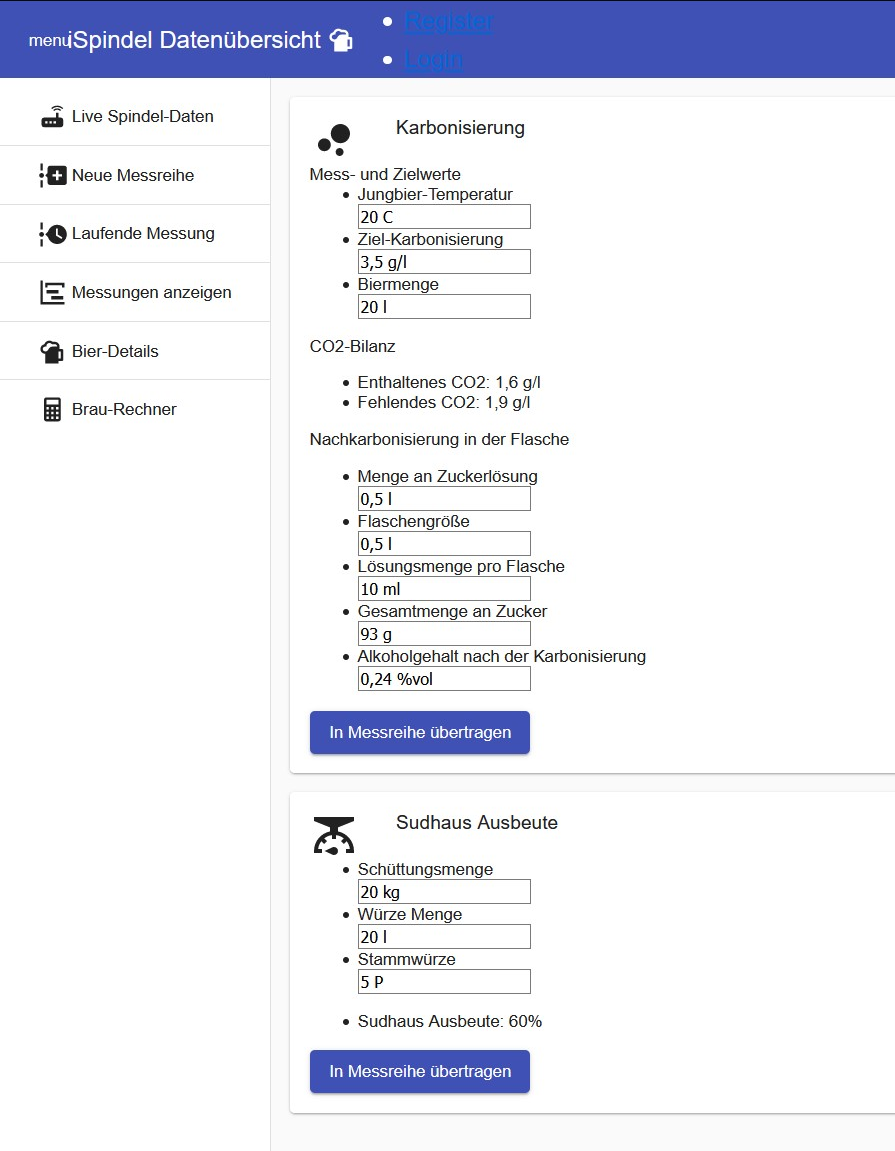 menu
iSpindel Datenübersicht
Register
Login
Live Spindel-Daten
Neue Messreihe
Laufende Messung
Messungen anzeigen
Bier-Details
Brau-Rechner
Karbonisierung
Mess- und Zielwerte
Jungbier-Temperatur
20 C
Ziel-Karbonisierung
3,5 g/l
Biermenge
20 l
CO2-Bilanz
Enthaltenes CO2: 1,6 g/l
Fehlendes CO2: 1,9 g/l
Nachkarbonisierung in der Flasche
Menge an Zuckerlösung
0,5 l
Flaschengröße
0,5 l
Lösungsmenge pro Flasche
10 ml
Gesamtmenge an Zucker
93 g
Alkoholgehalt nach der Karbonisierung
0,24 %vol
In Messreihe übertragen
Sudhaus Ausbeute
Schüttungsmenge
20 kg
Würze Menge
20 l
Stammwürze
5 P
Sudhaus Ausbeute: 60%
In Messreihe übertragen